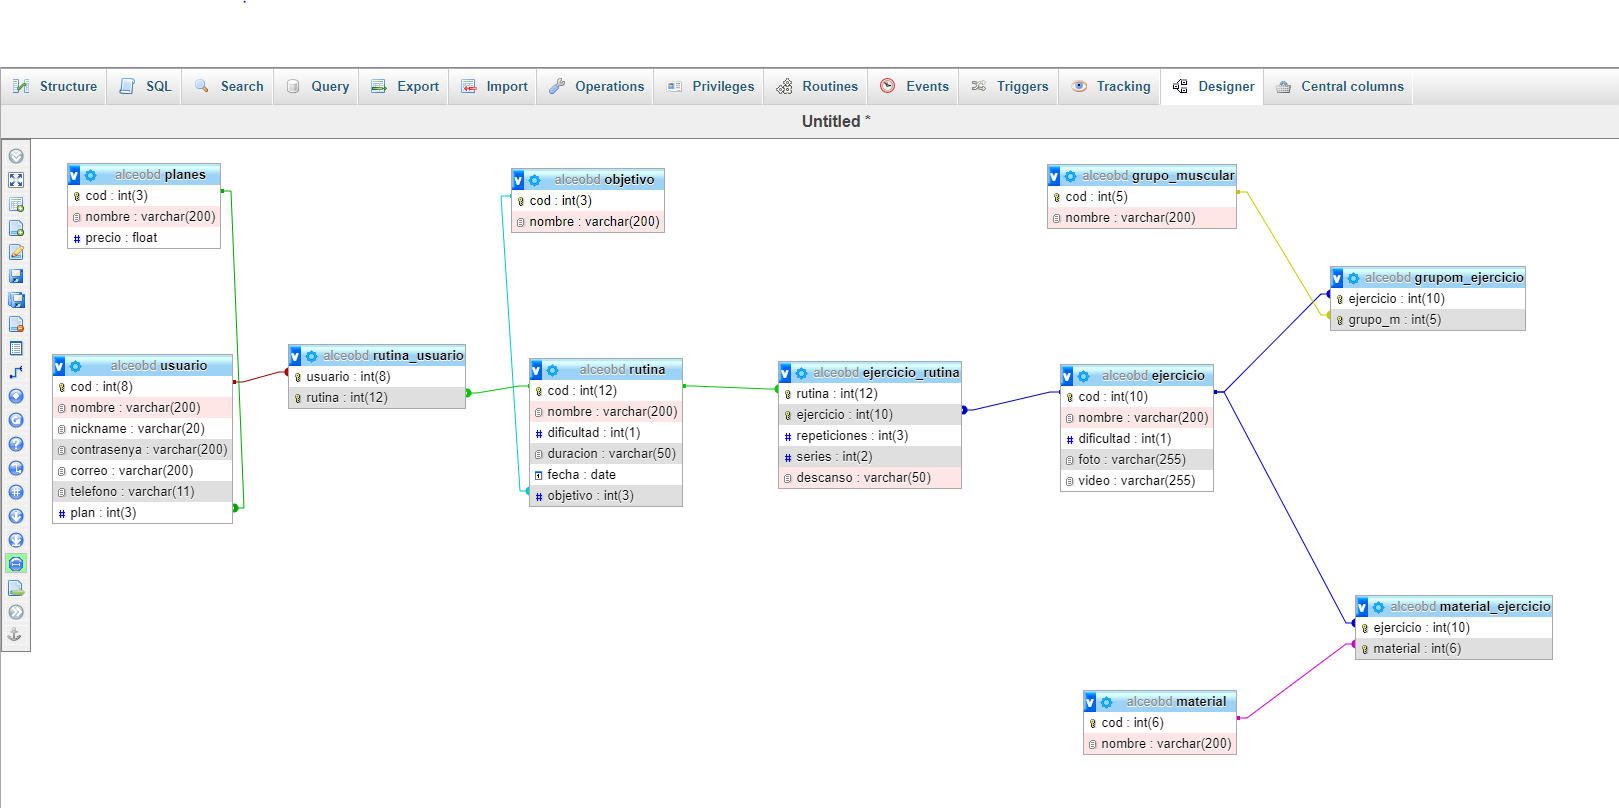 Structure SQL Search Query Export Import Operations Privileges Routines Events Triggers Tracking Designer Central columns
Untitled *
alceobd planes
cod : int(3)
nombre : varchar(200)
precio : float
alceobd objetivo
cod : int(3)
nombre : varchar(200)
alceobd grupo_muscular
cod : int(5)
nombre : varchar(200)
alceobd grupom_ejercicio
ejercicio : int(10)
grupo_m : int(5)
alceobd usuario
cod : int(8)
nombre : varchar(200)
nickname : varchar(20)
contrasenya : varchar(200)
correo : varchar(200)
telefono : varchar(11)
plan : int(3)
alceobd rutina_usuario
usuario : int(8)
rutina : int(12)
alceobd rutina
cod : int(12)
nombre : varchar(200)
dificultad : int(1)
duracion : varchar(50)
fecha : date
objetivo : int(3)
alceobd ejercicio_rutina
rutina : int(12)
ejercicio : int(10)
repeticiones : int(3)
series : int(2)
descanso : varchar(50)
alceobd ejercicio
cod : int(10)
nombre : varchar(200)
dificultad : int(1)
foto : varchar(255)
video : varchar(255)
alceobd material_ejercicio
ejercicio : int(10)
material : int(6)
alceobd material
cod : int(6)
nombre : varchar(200)